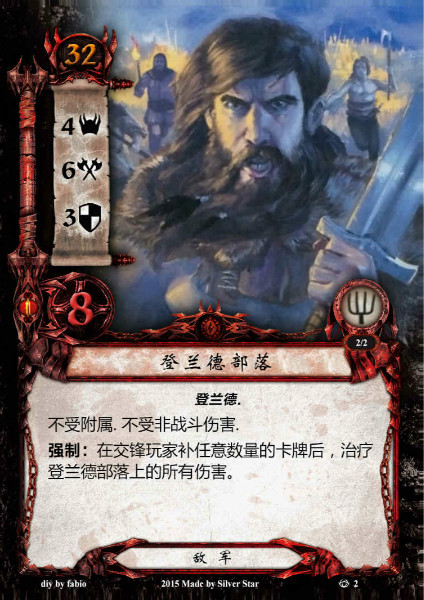 32
4
6
3
8
2/2
登兰德部落
登兰德.
不受附属. 不受非战斗伤害.
强制：在交锋玩家补任意数量的卡牌后，治疗
登兰德部落上的所有伤害。
敌军
diy by fabio
2015 Made by Silver Star
2